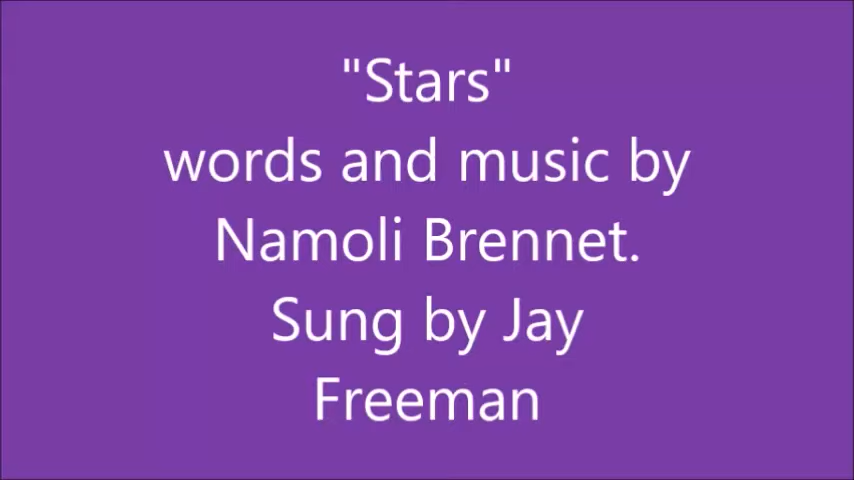 "Stars"
words and music by
Namoli Brennet.
Sung by Jay
Freeman